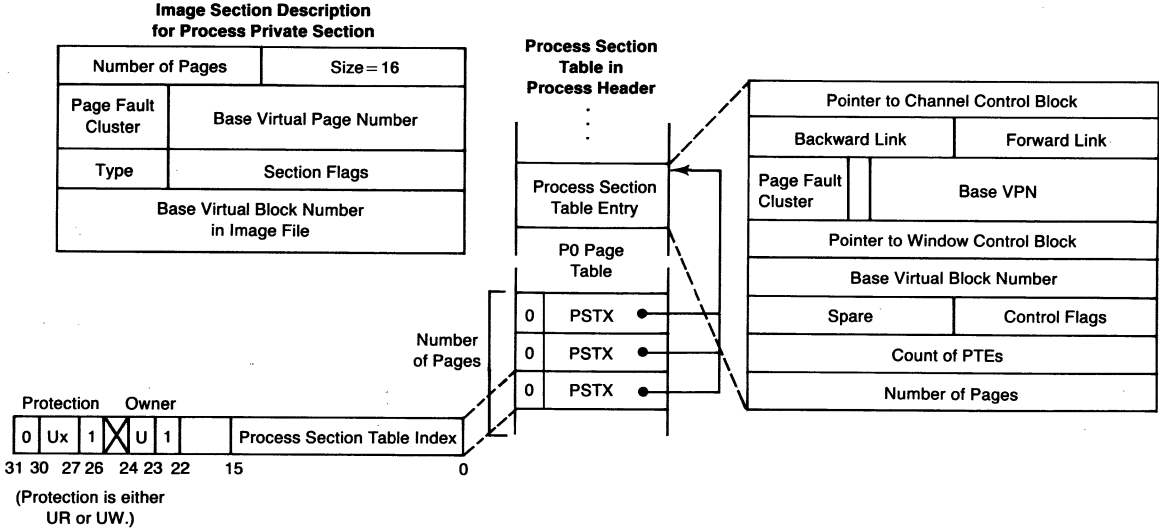 Image Section Description
for Process Private Section
Number of Pages
Size=16
Page Fault
Cluster
Base Virtual Page Number
Type
Section Flags
Base Virtual Block Number
in Image File
Process Section
Table in
Process Header
Process Section
Table Entry
P0 Page
Table
Number
of Pages
0 PSTX
0 PSTX
0 PSTX
Pointer to Channel Control Block
Backward Link
Forward Link
Page Fault
Cluster
Base VPN
Pointer to Window Control Block
Base Virtual Block Number
Spare
Control Flags
Count of PTEs
Number of Pages
Protection Owner
0 Ux 1 U 1 Process Section Table Index
31 30 27 26 24 23 22 15 0
(Protection is either
UR or UW.)